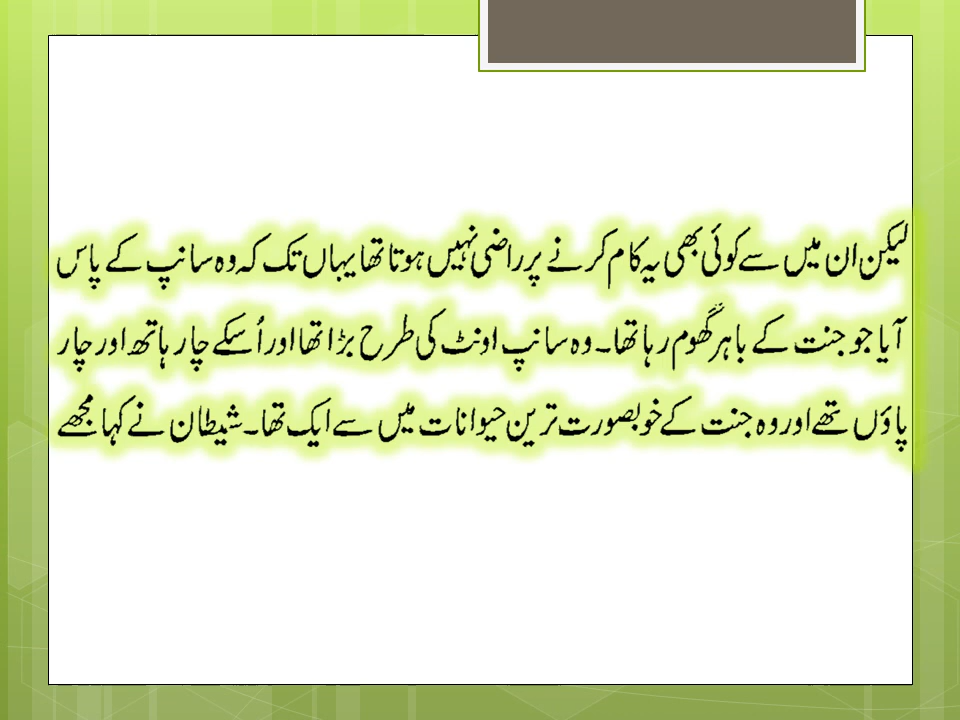 لیکن ان میں سے کوئی بھی یہ کام کرنے پر راضی نہیں ہوتا تھا یہاں تک کہ وہ سانپ کے پاس
آیا جو جنت کے باہر گھوم رہا تھا۔ وہ سانپ اونٹ کی طرح بڑا تھا اور اُسکے چار ہاتھ اور چار
پاؤں تھے اور وہ جنت کے خوبصورت ترین حیوانات میں سے ایک تھا۔ شیطان نے کہا مجھے